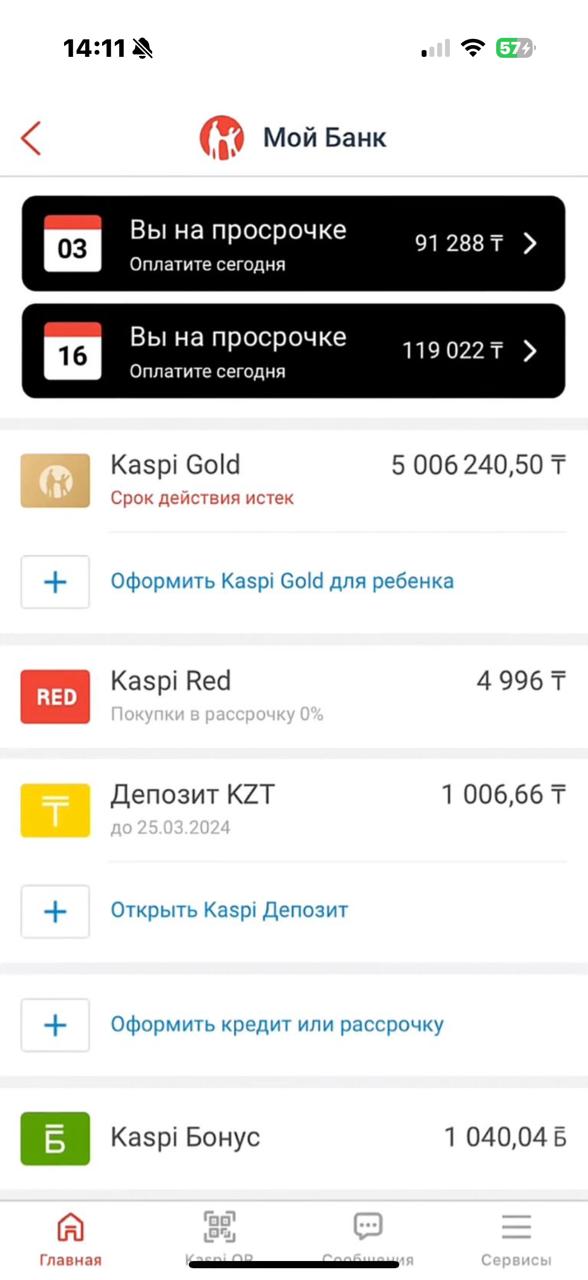 14:11
57
Мой Банк
03
Вы на просрочке
91 288 ₸
Оплатите сегодня
16
Вы на просрочке
119 022 ₸
Оплатите сегодня
Kaspi Gold
5 006 240,50 ₸
Срок действия истек
+ Оформить Kaspi Gold для ребенка
RED
Kaspi Red
4 996 ₸
Покупки в рассрочку 0%
₸
Депозит KZT
1 006,66 ₸
до 25.03.2024
+ Открыть Kaspi Депозит
+ Оформить кредит или рассрочку
Б
Kaspi Бонус
1 040,04 Б
Главная
Kaspi QR
Сообщения
Сервисы